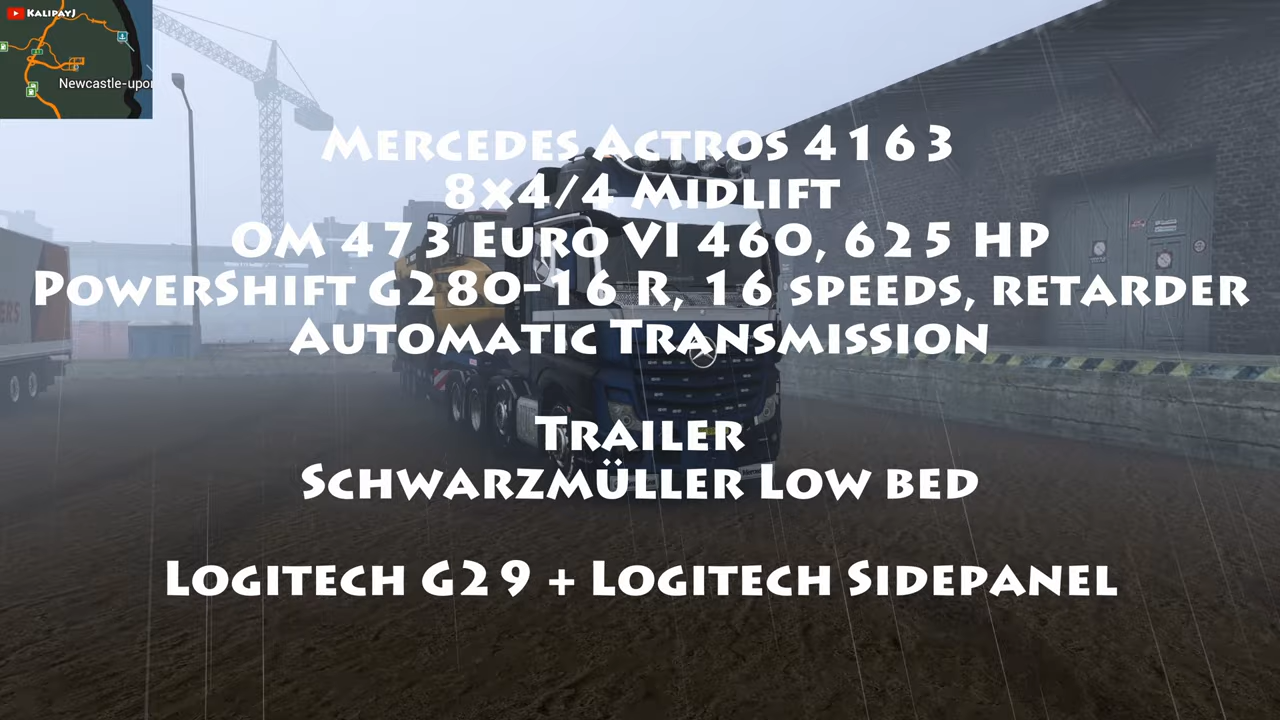 KalipayJ
Newcastle-upon
Mercedes Actros 4163
8x4/4 Midlift
OM 473 Euro VI 460, 625 HP
PowerShift G280-16 R, 16 speeds, retarder
Automatic Transmission
Trailer
Schwarzmüller Low bed
Logitech G29 + Logitech Sidepanel